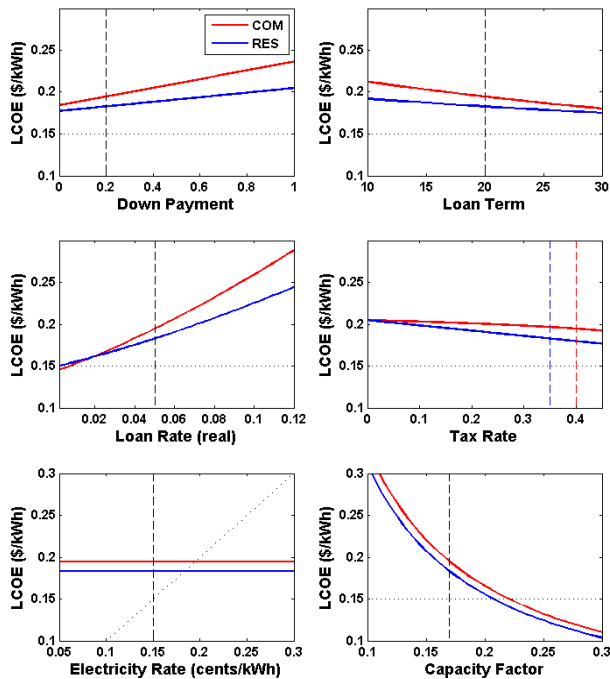 COM
RES
LCOE ($/kWh)
0.25
0.2
0.15
0.1
0 0.2 0.4 0.6 0.8 1
Down Payment
LCOE ($/kWh)
0.25
0.2
0.15
0.1
10 15 20 25 30
Loan Term
LCOE ($/kWh)
0.25
0.2
0.15
0.1
0.02 0.04 0.06 0.08 0.1 0.12
Loan Rate (real)
LCOE ($/kWh)
0.25
0.2
0.15
0.1
0 0.1 0.2 0.3 0.4
Tax Rate
LCOE ($/kWh)
0.3
0.25
0.2
0.15
0.1
0.05 0.1 0.15 0.2 0.25 0.3
Electricity Rate (cents/kWh)
LCOE ($/kWh)
0.3
0.25
0.2
0.15
0.1
0.1 0.15 0.2 0.25 0.3
Capacity Factor